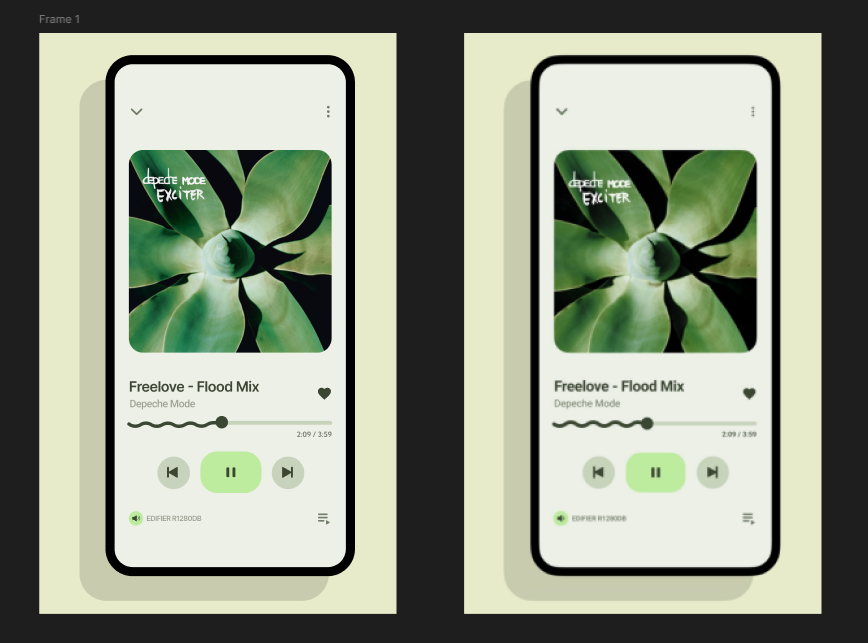 Frame 1
depeche MODE
EXCITER
Freelove - Flood Mix
Depeche Mode
2:09 / 3:59
EDIFIER R1280DB
depeche MODE
EXCITER
Freelove - Flood Mix
Depeche Mode
2:09 / 3:59
EDIFIER R1280DB